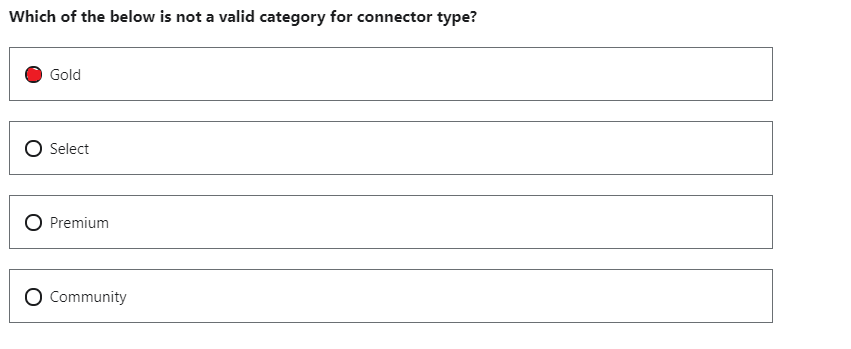 Which of the below is not a valid category for connector type?
Gold
Select
Premium
Community